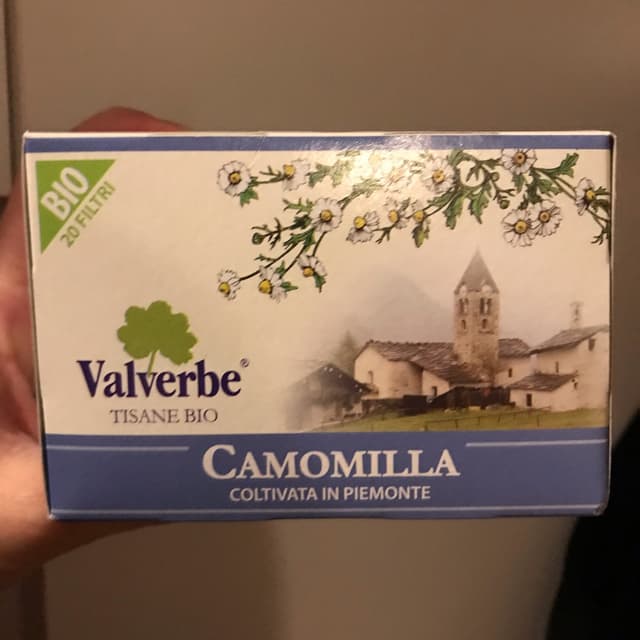 BIO
20 FILTRI
Valverbe®
TISANE BIO
CAMOMILLA
COLTIVATA IN PIEMONTE